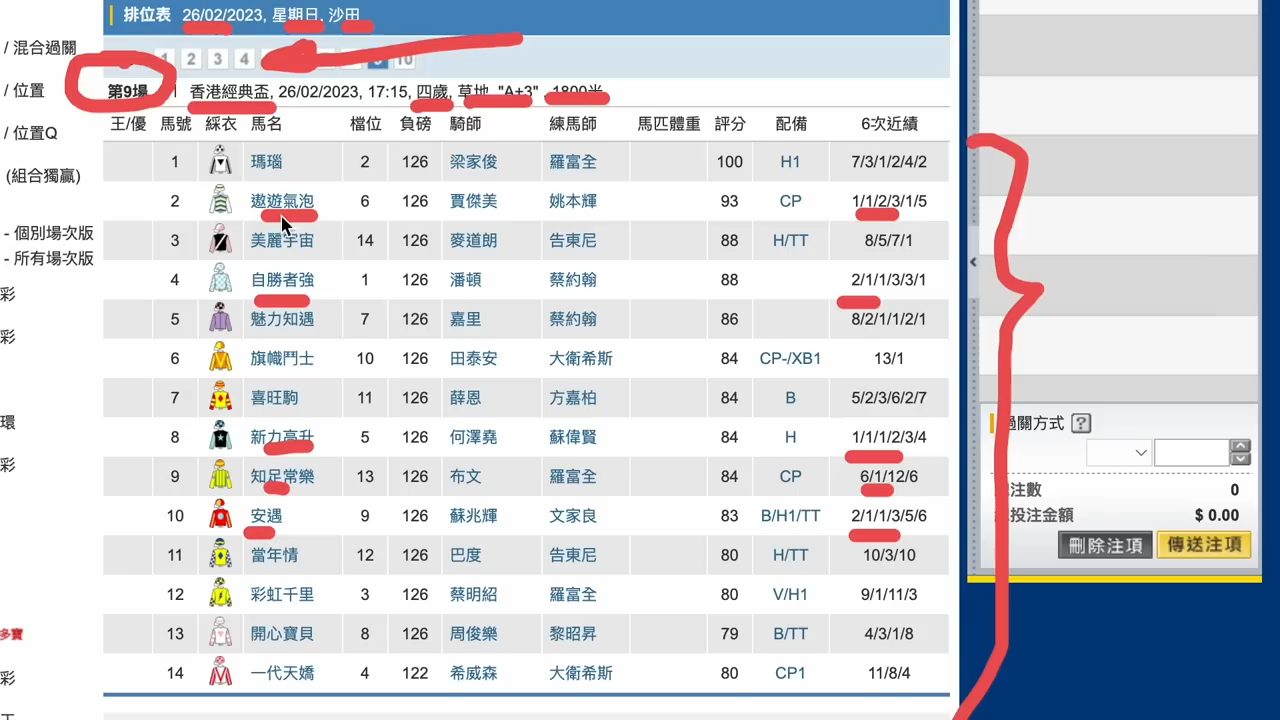 排位表 26/02/2023, 星期日, 沙田
1 2 3 4 9 10
第9場 香港經典盃, 26/02/2023, 17:15, 四歲, 草地, "A+3" 1800米
王/優 馬號 綵衣 馬名 檔位 負磅 騎師 練馬師 馬匹體重 評分 配備 6次近績
1 瑪瑙 2 126 梁家俊 羅富全 100 H1 7/3/1/2/4/2
2 遨遊氣泡 6 126 賈傑美 姚本輝 93 CP 1/1/2/3/1/5
3 美麗宇宙 14 126 麥道朗 告東尼 88 H/TT 8/5/7/1
4 自勝者強 1 126 潘頓 蔡約翰 88 2/1/1/3/3/1
5 魅力知遇 7 126 嘉里 蔡約翰 86 8/2/1/1/2/1
6 旗幟鬥士 10 126 田泰安 大衛希斯 84 CP-/XB1 13/1
7 喜旺駒 11 126 薛恩 方嘉柏 84 B 5/2/3/6/2/7
8 新力高升 5 126 何澤堯 蘇偉賢 84 H 1/1/1/2/3/4
9 知足常樂 13 126 布文 羅富全 84 CP 6/1/12/6
10 安遇 9 126 蘇兆輝 文家良 83 B/H1/TT 2/1/1/3/5/6
11 當年情 12 126 巴度 告東尼 80 H/TT 10/3/10
12 彩虹千里 3 126 蔡明紹 羅富全 80 V/H1 9/1/11/3
13 開心寶貝 8 126 周俊樂 黎昭昇 79 B/TT 4/3/1/8
14 一代天嬌 4 122 希威森 大衛希斯 80 CP1 11/8/4
/ 混合過關
/ 位置
/ 位置Q
(組合獨贏)
- 個別場次版
- 所有場次版
彩
彩
環
彩
多寶
彩
過關方式 ?
注數 0
投注金額 $ 0.00
刪除注項 傳送注項